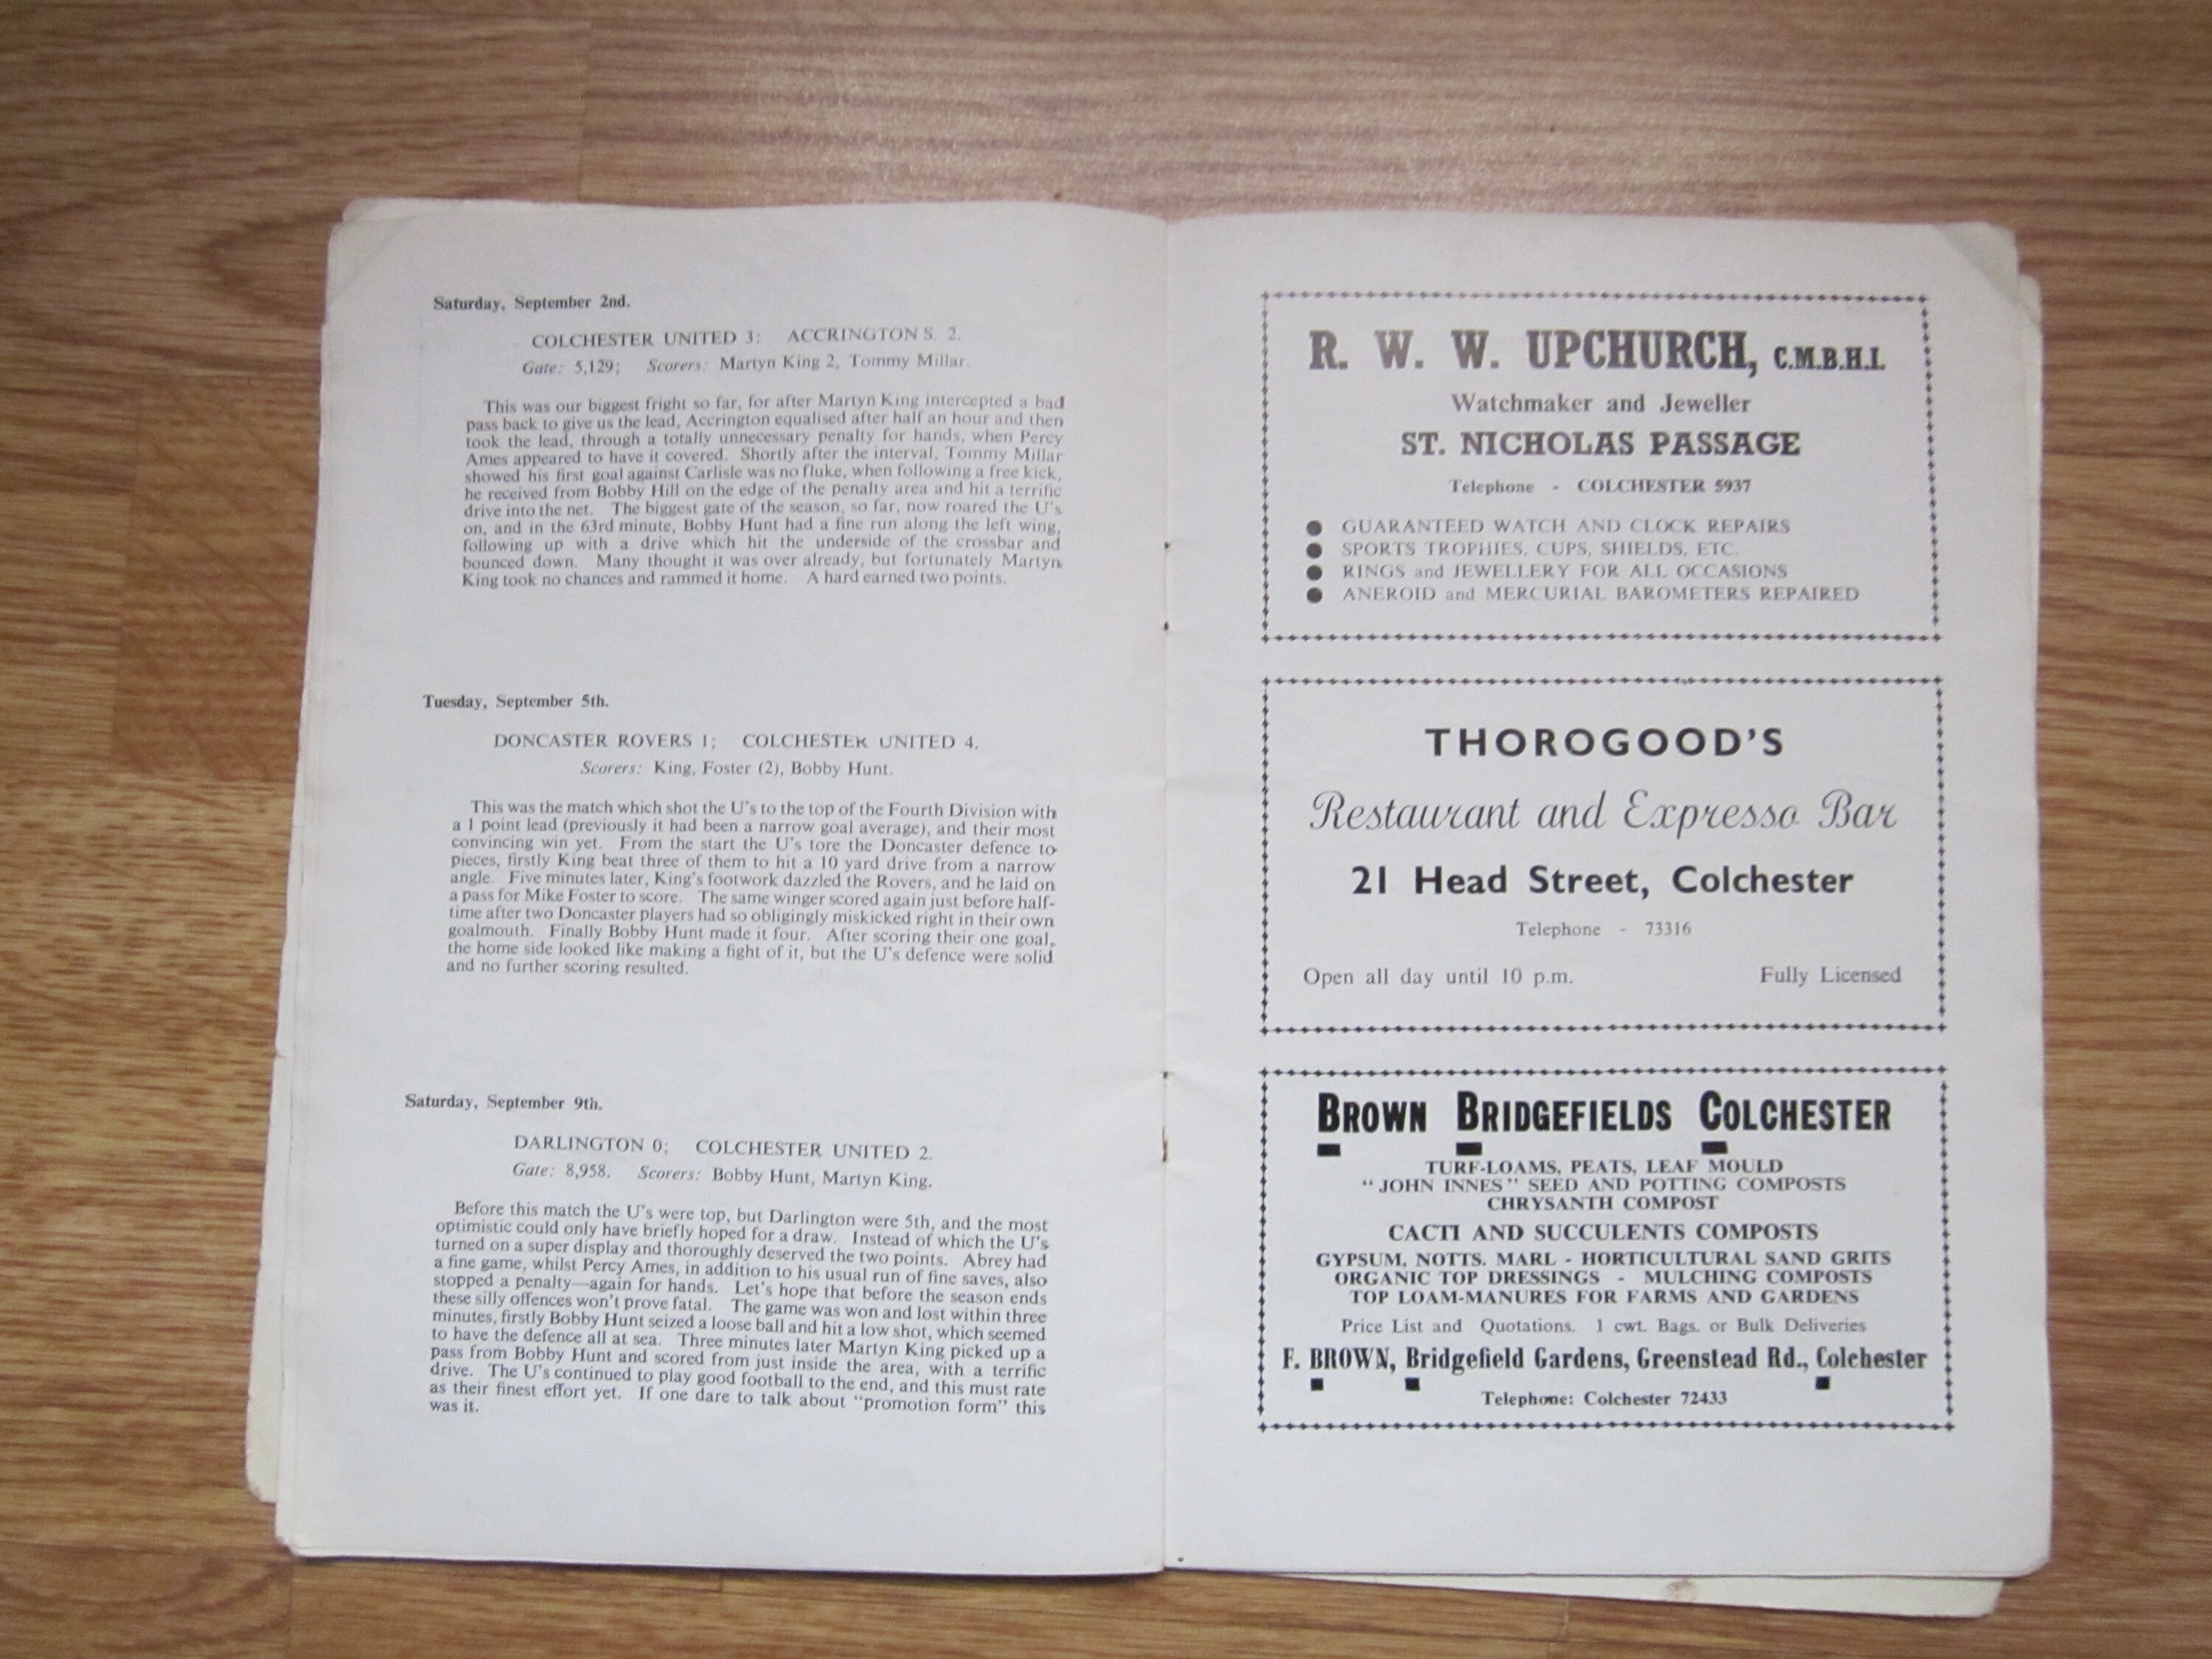 Saturday, September 2nd.
COLCHESTER UNITED 3; ACCRINGTON S. 2.
Gate: 5,129; Scorers: Martyn King 2, Tommy Millar.
This was our biggest fright so far, for after Martyn King intercepted a bad
pass back to give us the lead, Accrington equalised after half an hour and then
took the lead, through a totally unnecessary penalty for hands, when Percy
Ames appeared to have it covered. Shortly after the interval, Tommy Millar
showed his first goal against Carlisle was no fluke, when following a free kick,
he received from Bobby Hill on the edge of the penalty area and hit a terrific
drive into the net. The biggest gate of the season, so far, now roared the U's
on, and in the 63rd minute, Bobby Hunt had a fine run along the left wing,
following up with a drive which hit the underside of the crossbar and
bounced down. Many thought it was over already, but fortunately Martyn
King took no chances and rammed it home. A hard earned two points.
Tuesday, September 5th.
DONCASTER ROVERS 1; COLCHESTER UNITED 4.
Scorers: King, Foster (2), Bobby Hunt.
This was the match which shot the U's to the top of the Fourth Division with
a 1 point lead (previously it had been a narrow goal average), and their most
convincing win yet. From the start the U's tore the Doncaster defence to
pieces, firstly King beat three of them to hit a 10 yard drive from a narrow
angle. Five minutes later, King's footwork dazzled the Rovers, and he laid on
a pass for Mike Foster to score. The same winger scored again just before half-
time after two Doncaster players had so obligingly miskicked right in their own
goalmouth. Finally Bobby Hunt made it four. After scoring their one goal,
the home side looked like making a fight of it, but the U's defence were solid
and no further scoring resulted.
Saturday, September 9th.
DARLINGTON 0; COLCHESTER UNITED 2.
Gate: 8,958. Scorers: Bobby Hunt, Martyn King.
Before this match the U's were top, but Darlington were 5th, and the most
optimistic could only have briefly hoped for a draw. Instead of which the U's
turned on a super display and thoroughly deserved the two points. Abrey had
a fine game, whilst Percy Ames, in addition to his usual run of fine saves, also
stopped a penalty—again for hands. Let's hope that before the season ends
these silly offences won't prove fatal. The game was won and lost within three
minutes, firstly Bobby Hunt seized a loose ball and hit a low shot, which seemed
to have the defence all at sea. Three minutes later Martyn King picked up a
pass from Bobby Hunt and scored from just inside the area, with a terrific
drive. The U's continued to play good football to the end, and this must rate
as their finest effort yet. If one dare to talk about "promotion form" this
was it.
R. W. W. UPCHURCH, C.M.B.H.I.
Watchmaker and Jeweller
ST. NICHOLAS PASSAGE
Telephone - COLCHESTER 5937
● GUARANTEED WATCH AND CLOCK REPAIRS
● SPORTS TROPHIES, CUPS, SHIELDS, ETC.
● RINGS and JEWELLERY FOR ALL OCCASIONS
● ANEROID and MERCURIAL BAROMETERS REPAIRED
THOROGOOD'S
Restaurant and Expresso Bar
21 Head Street, Colchester
Telephone - 73316
Open all day until 10 p.m. Fully Licensed
BROWN BRIDGEFIELDS COLCHESTER
TURF-LOAMS, PEATS, LEAF MOULD
"JOHN INNES" SEED AND POTTING COMPOSTS
CHRYSANTH COMPOST
CACTI AND SUCCULENTS COMPOSTS
GYPSUM, NOTTS. MARL - HORTICULTURAL SAND GRITS
ORGANIC TOP DRESSINGS - MULCHING COMPOSTS
TOP LOAM-MANURES FOR FARMS AND GARDENS
Price List and Quotations. 1 cwt. Bags. or Bulk Deliveries
F. BROWN, Bridgefield Gardens, Greenstead Rd., Colchester
Telephone: Colchester 72433